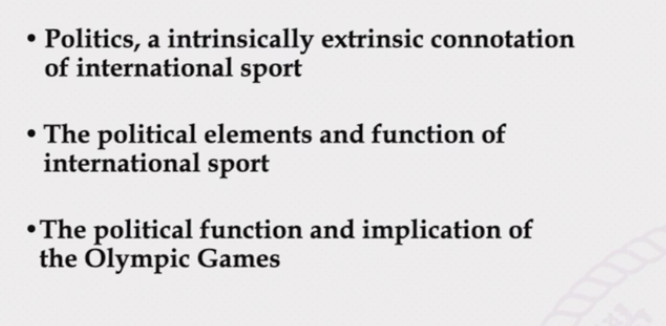 • Politics, a intrinsically extrinsic connotation
of international sport
• The political elements and function of
international sport
•The political function and implication of
the Olympic Games